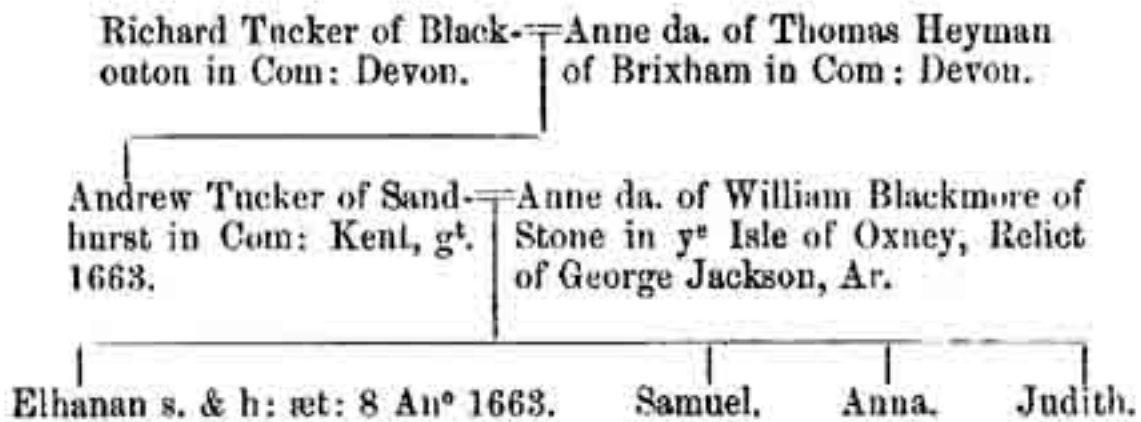 Richard Tucker of Black-
outon in Com: Devon.
Anne da. of Thomas Heyman
of Brixham in Com: Devon.
Andrew Tucker of Sand-
hurst in Com: Kent, gᵗ.
1663.
Anne da. of William Blackmore of
Stone in yᵉ Isle of Oxney, Relict
of George Jackson, Ar.
Elhanan s. & h: æt: 8 Anᵒ 1663.
Samuel.
Anna.
Judith.